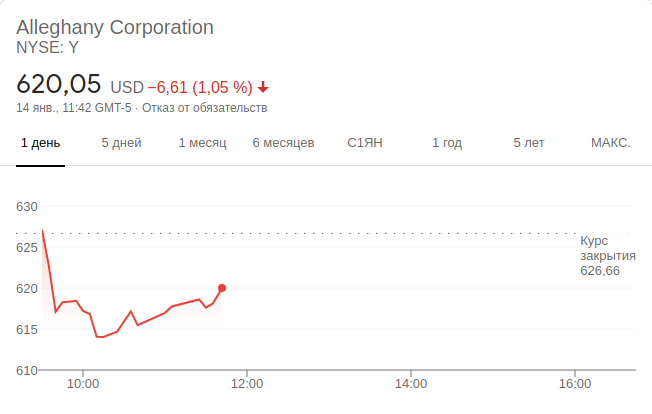 Alleghany Corporation
NYSE: Y
620,05 USD −6,61 (1,05 %)
14 янв., 11:42 GMT-5 · Отказ от обязательств
1 день 5 дней 1 месяц 6 месяцев С1ЯН 1 год 5 лет МАКС.
630
625
620
615
610
Курс
закрытия
626,66
10:00 12:00 14:00 16:00